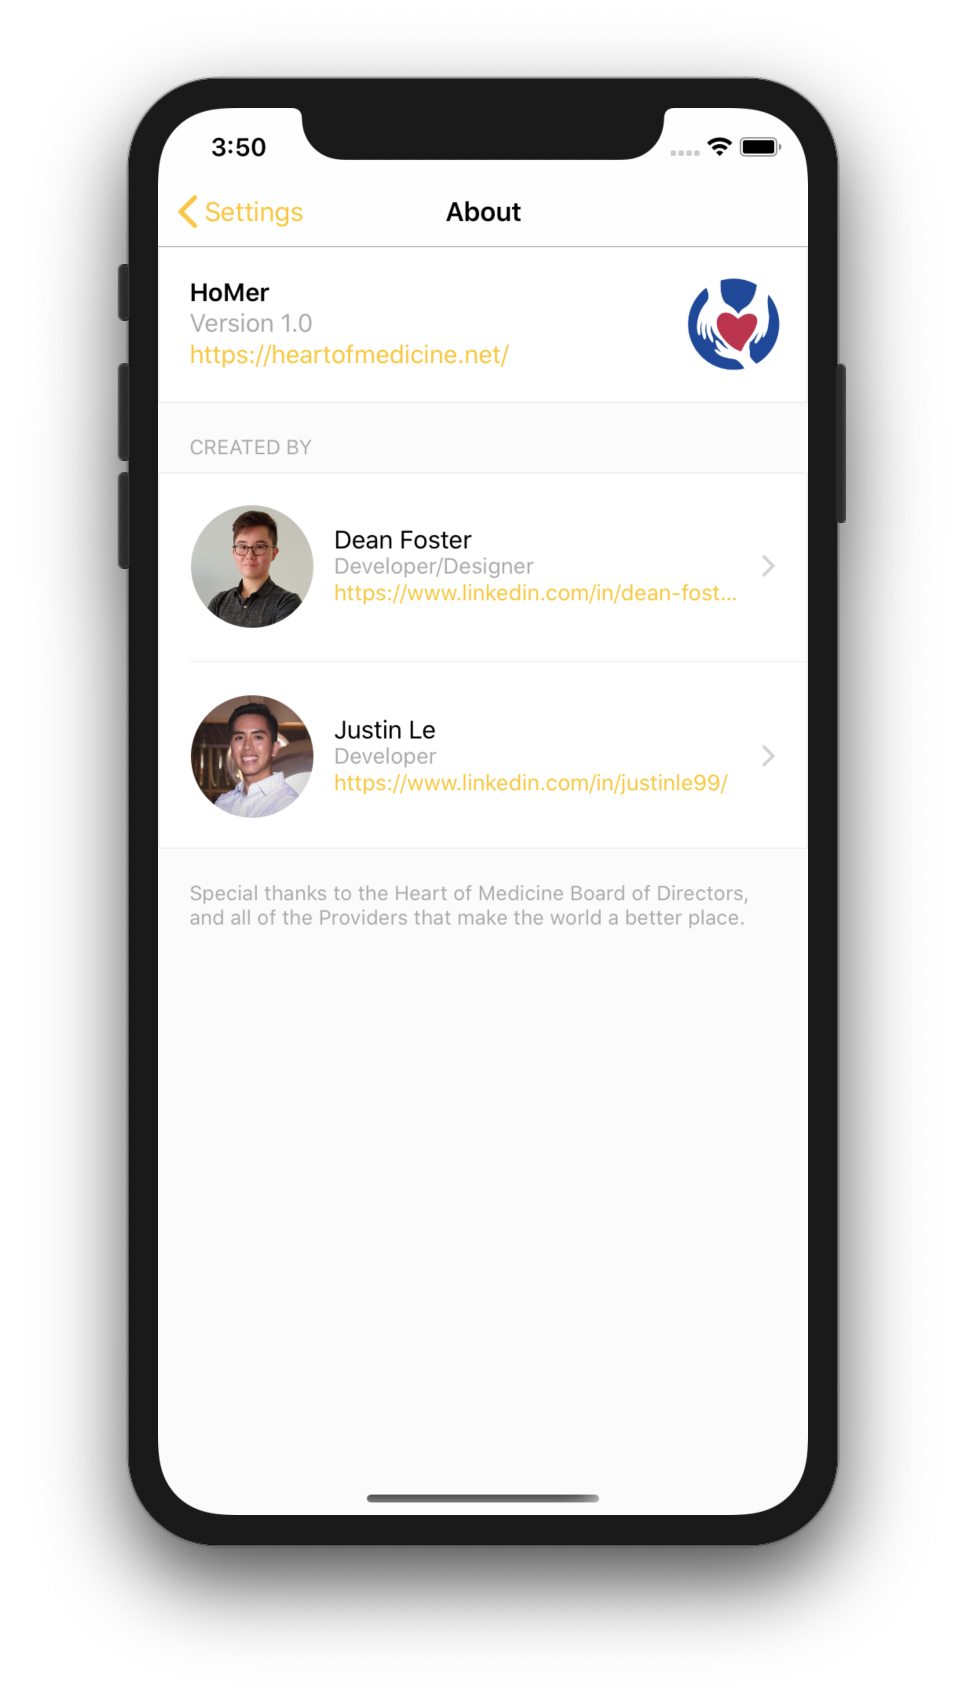 3:50
Settings
About
HoMer
Version 1.0
https://heartofmedicine.net/
CREATED BY
Dean Foster
Developer/Designer
https://www.linkedin.com/in/dean-fost...
Justin Le
Developer
https://www.linkedin.com/in/justinle99/
Special thanks to the Heart of Medicine Board of Directors,
and all of the Providers that make the world a better place.